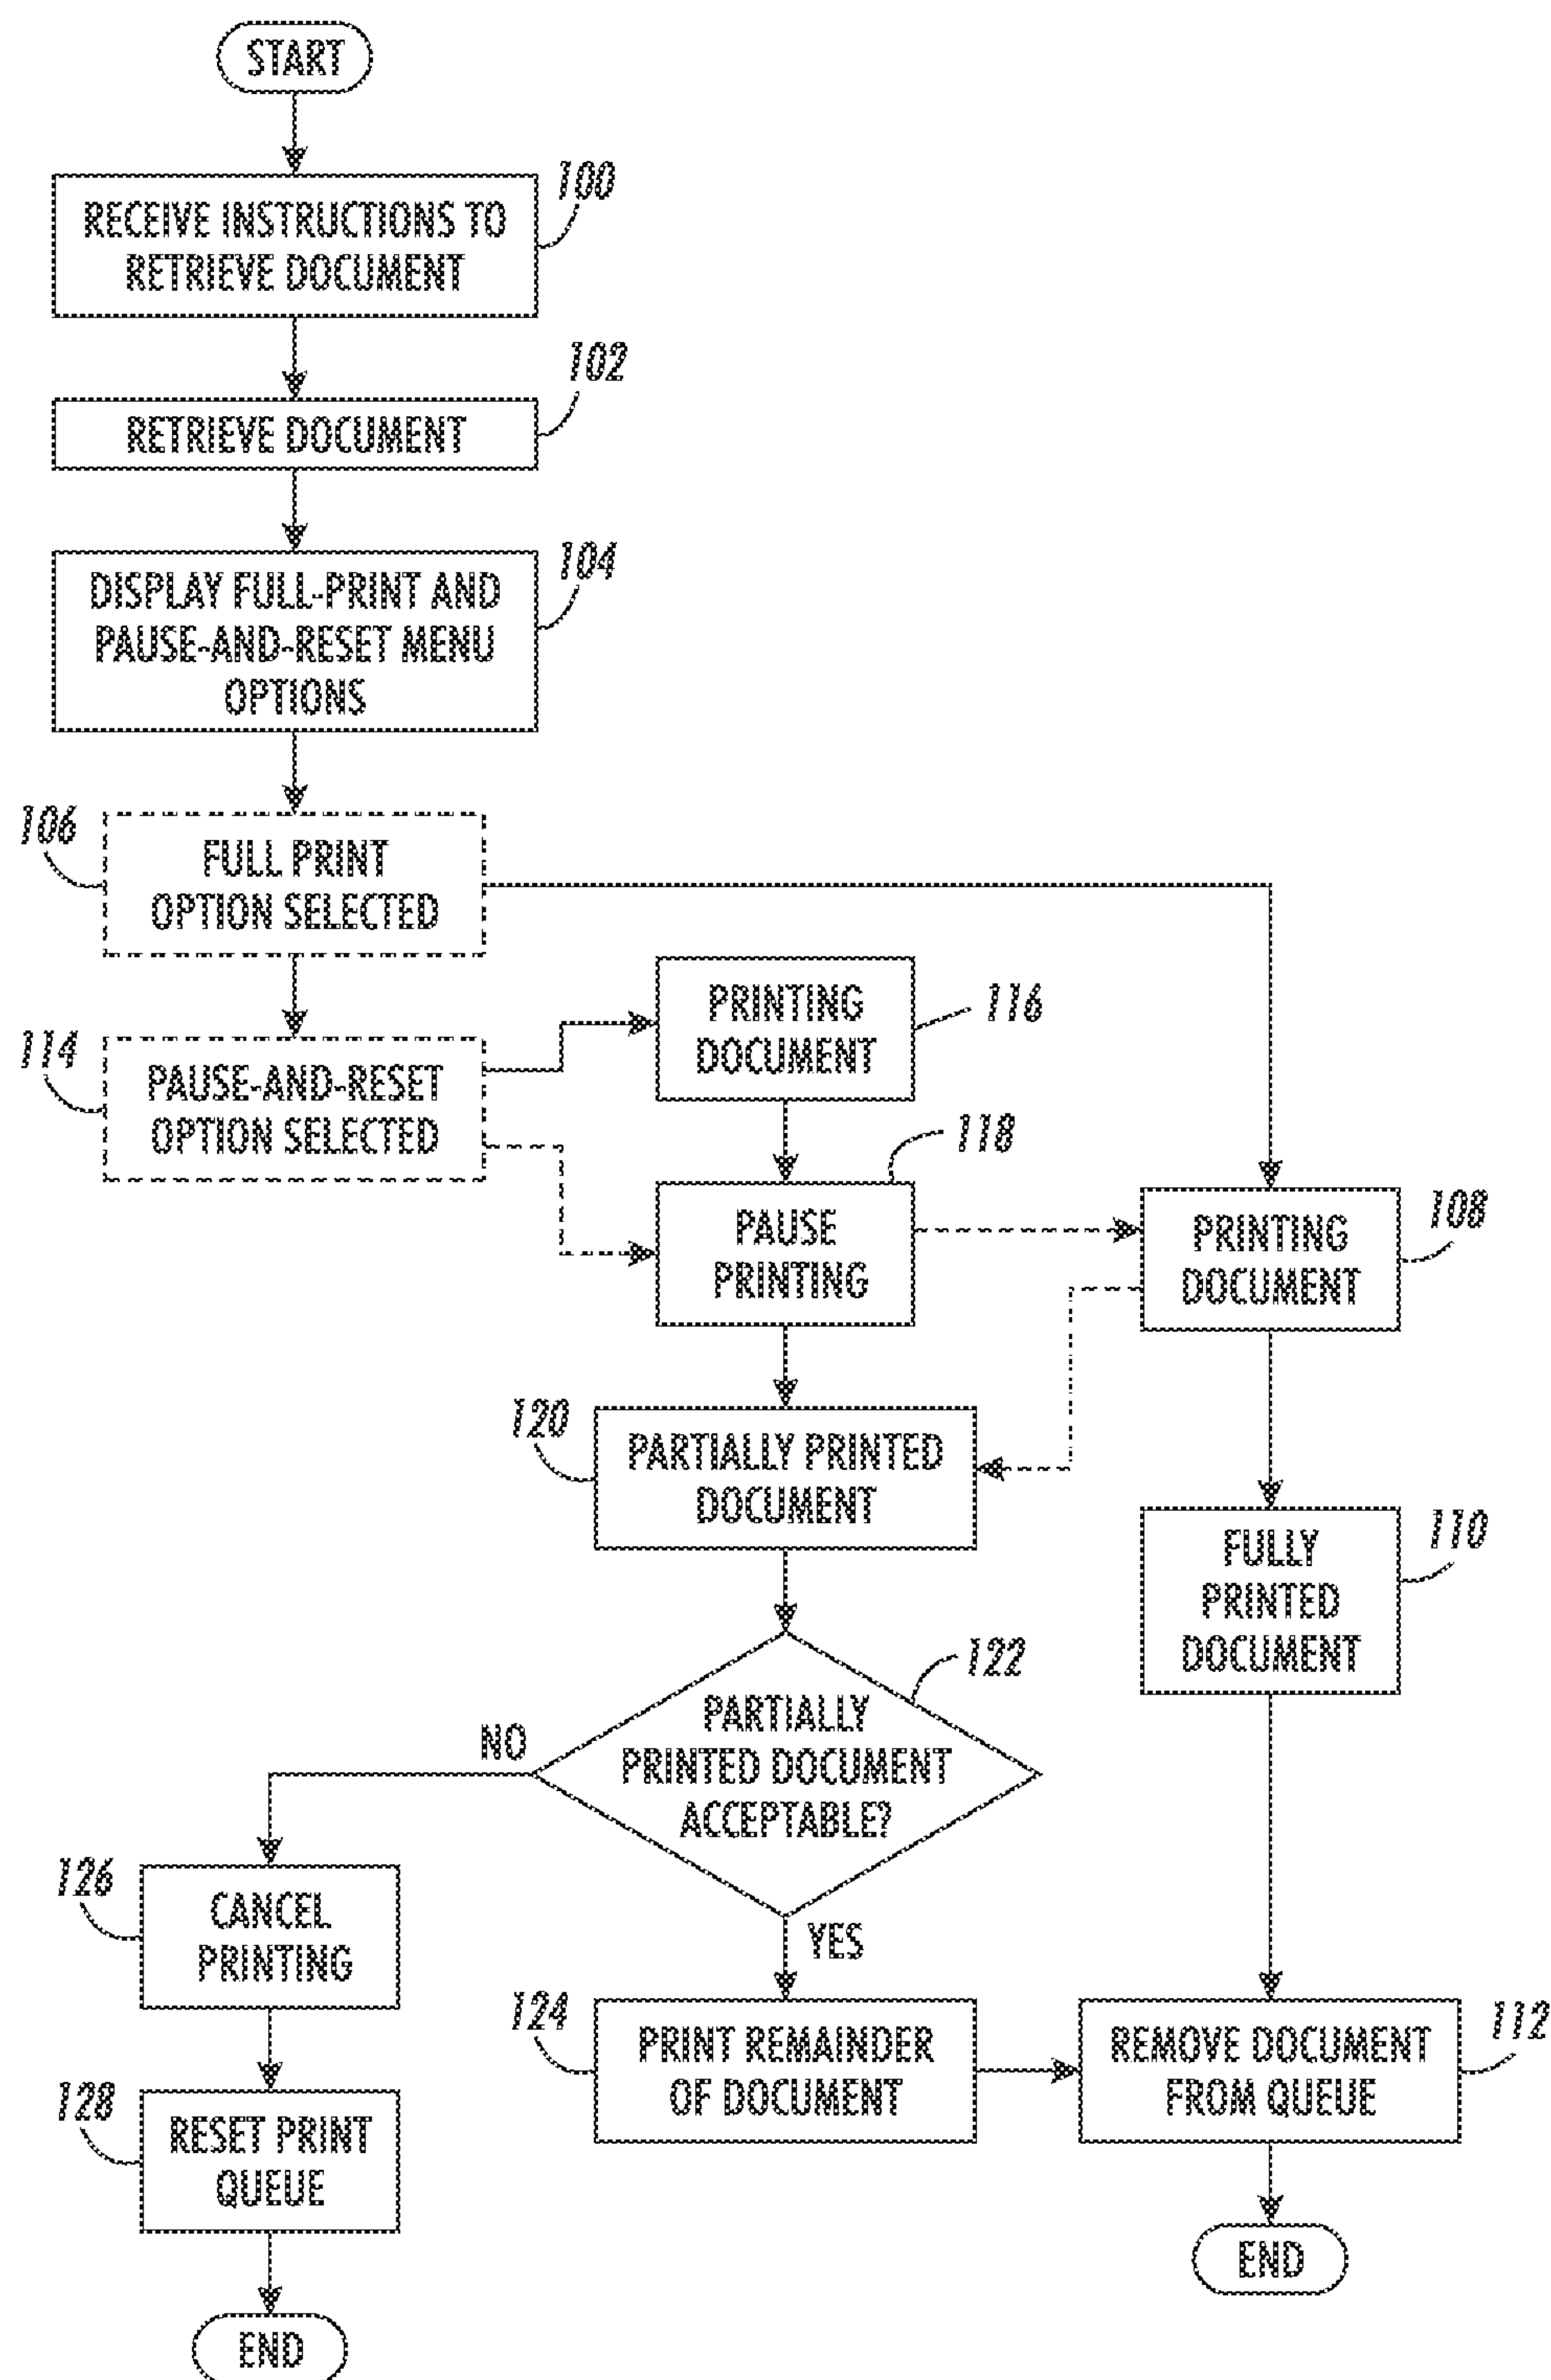 START
100
RECEIVE INSTRUCTIONS TO
RETRIEVE DOCUMENT
102
RETRIEVE DOCUMENT
104
DISPLAY FULL-PRINT AND
PAUSE-AND-RESET MENU
OPTIONS
106
FULL PRINT
OPTION SELECTED
114
PAUSE-AND-RESET
OPTION SELECTED
PRINTING
DOCUMENT
116
118
PAUSE
PRINTING
108
PRINTING
DOCUMENT
120
PARTIALLY PRINTED
DOCUMENT
110
FULLY
PRINTED
DOCUMENT
122
PARTIALLY
PRINTED DOCUMENT
ACCEPTABLE?
NO
YES
126
CANCEL
PRINTING
124
PRINT REMAINDER
OF DOCUMENT
112
REMOVE DOCUMENT
FROM QUEUE
128
RESET PRINT
QUEUE
END
END